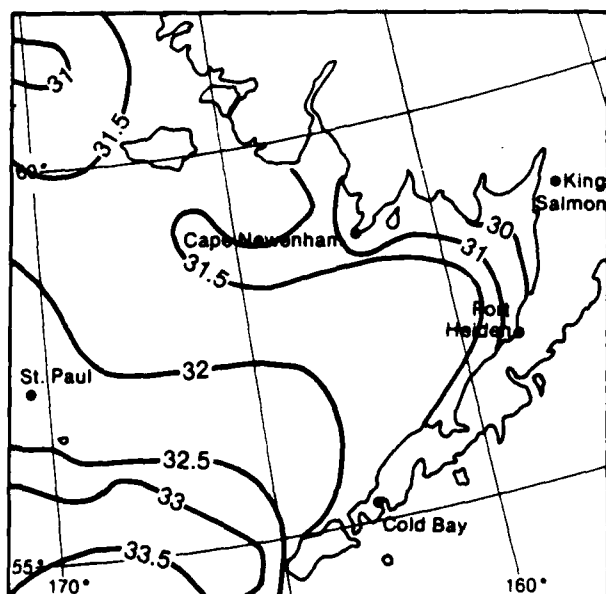 31
31.5
60°
King
Salmon
30
Cape Newenham
31
31.5
Port
Heiden
St. Paul
32
32.5
33
Cold Bay
33.5
55°
170°
160°